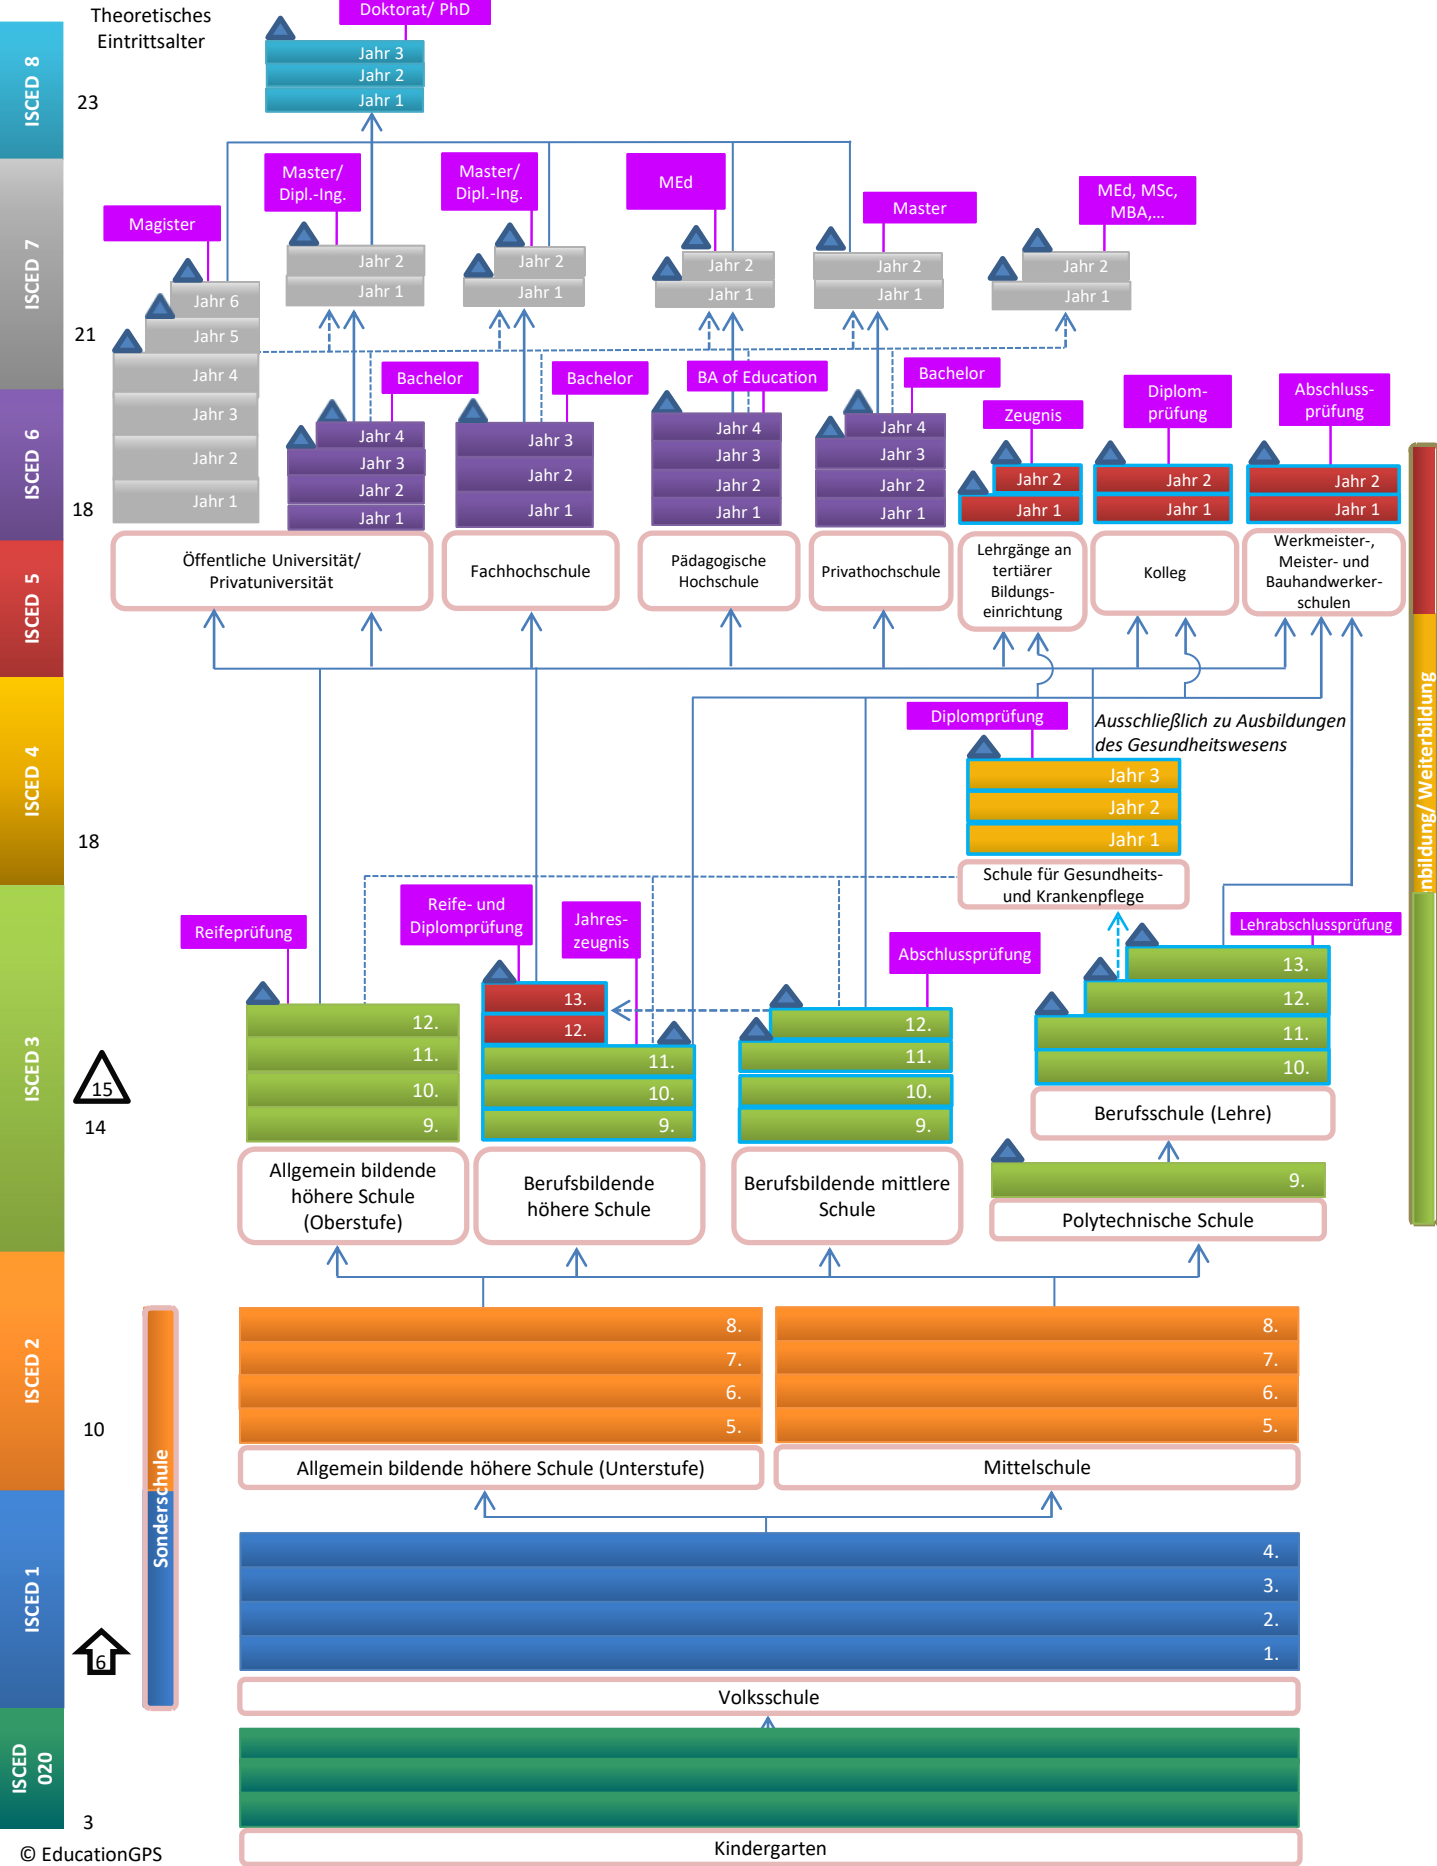 Theoretisches
Eintrittsalter
Doktorat/ PhD
ISCED 8
23
Jahr 3
Jahr 2
Jahr 1
ISCED 7
21
Magister
Master/
Dipl.-Ing.
Master/
Dipl.-Ing.
MEd
Master
MEd, MSc,
MBA,...
Jahr 6
Jahr 5
Jahr 4
Jahr 3
Jahr 2
Jahr 1
Jahr 2
Jahr 1
Jahr 2
Jahr 1
Jahr 2
Jahr 1
Jahr 2
Jahr 1
Jahr 2
Jahr 1
ISCED 6
18
Bachelor
Bachelor
BA of Education
Bachelor
Zeugnis
Diplom-
prüfung
Abschluss-
prüfung
Jahr 4
Jahr 3
Jahr 2
Jahr 1
Jahr 3
Jahr 2
Jahr 1
Jahr 4
Jahr 3
Jahr 2
Jahr 1
Jahr 4
Jahr 3
Jahr 2
Jahr 1
Jahr 2
Jahr 1
Jahr 2
Jahr 1
Jahr 2
Jahr 1
ISCED 5
Öffentliche Universität/
Privatuniversität
Fachhochschule
Pädagogische
Hochschule
Privathochschule
Lehrgänge an
tertiärer
Bildungs-
einrichtung
Kolleg
Werkmeister-,
Meister- und
Bauhandwerker-
schulen
ISCED 4
18
Diplomprüfung
Ausschließlich zu Ausbildungen
des Gesundheitswesens
Jahr 3
Jahr 2
Jahr 1
Schule für Gesundheits-
und Krankenpflege
nbildung/ Weiterbildung
ISCED 3
15
14
Reifeprüfung
Reife- und
Diplomprüfung
Jahres-
zeugnis
Abschlussprüfung
Lehrabschlussprüfung
12.
11.
10.
9.
13.
12.
11.
10.
9.
12.
11.
10.
9.
13.
12.
11.
10.
Berufsschule (Lehre)
9.
Polytechnische Schule
Allgemein bildende
höhere Schule
(Oberstufe)
Berufsbildende
höhere Schule
Berufsbildende mittlere
Schule
ISCED 2
10
Sonderschule
8.
7.
6.
5.
8.
7.
6.
5.
Allgemein bildende höhere Schule (Unterstufe)
Mittelschule
ISCED 1
6
4.
3.
2.
1.
Volksschule
ISCED
020
3
Kindergarten
© EducationGPS